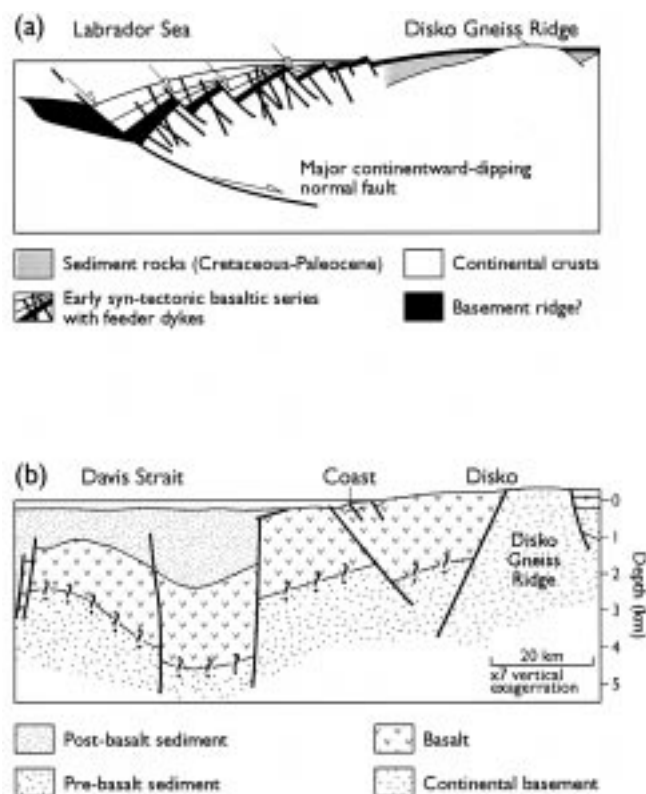 (a) Labrador Sea Disko Gneiss Ridge
Major continentward-dipping
normal fault
Sediment rocks (Cretaceous-Paleocene) Continental crusts
Early syn-tectonic basaltic series
with feeder dykes
Basement ridge?
(b) Davis Strait Coast Disko
0
1
2
3
4
5
Depth (km)
Disko
Gneiss
Ridge
20 km
x7 vertical
exagerration
? ? ? ? ? ? ? ? ? ? ? ?
Post-basalt sediment Basalt
Pre-basalt sediment Continental basement